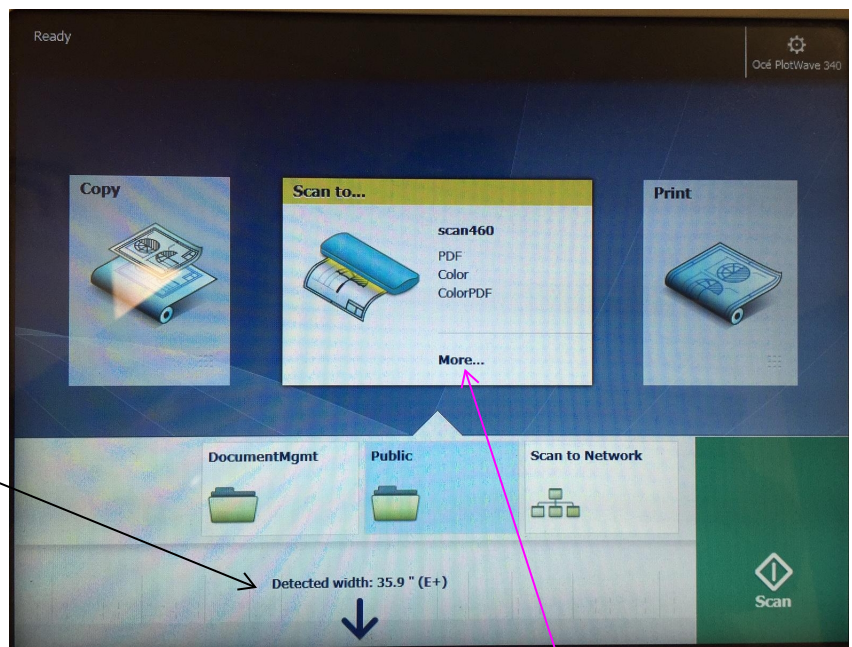 Ready
Océ PlotWave 340
Copy
Scan to...
Print
scan460
PDF
Color
ColorPDF
More...
DocumentMgmt
Public
Scan to Network
Detected width: 35.9 " (E+)
Scan